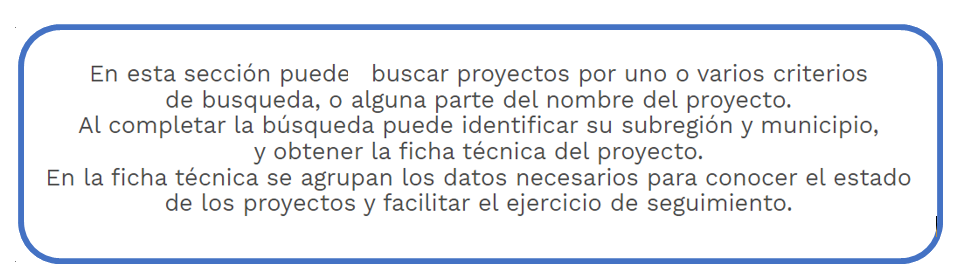 En esta sección puede buscar proyectos por uno o varios criterios
de busqueda, o alguna parte del nombre del proyecto.
Al completar la búsqueda puede identificar su subregión y municipio,
y obtener la ficha técnica del proyecto.
En la ficha técnica se agrupan los datos necesarios para conocer el estado
de los proyectos y facilitar el ejercicio de seguimiento.